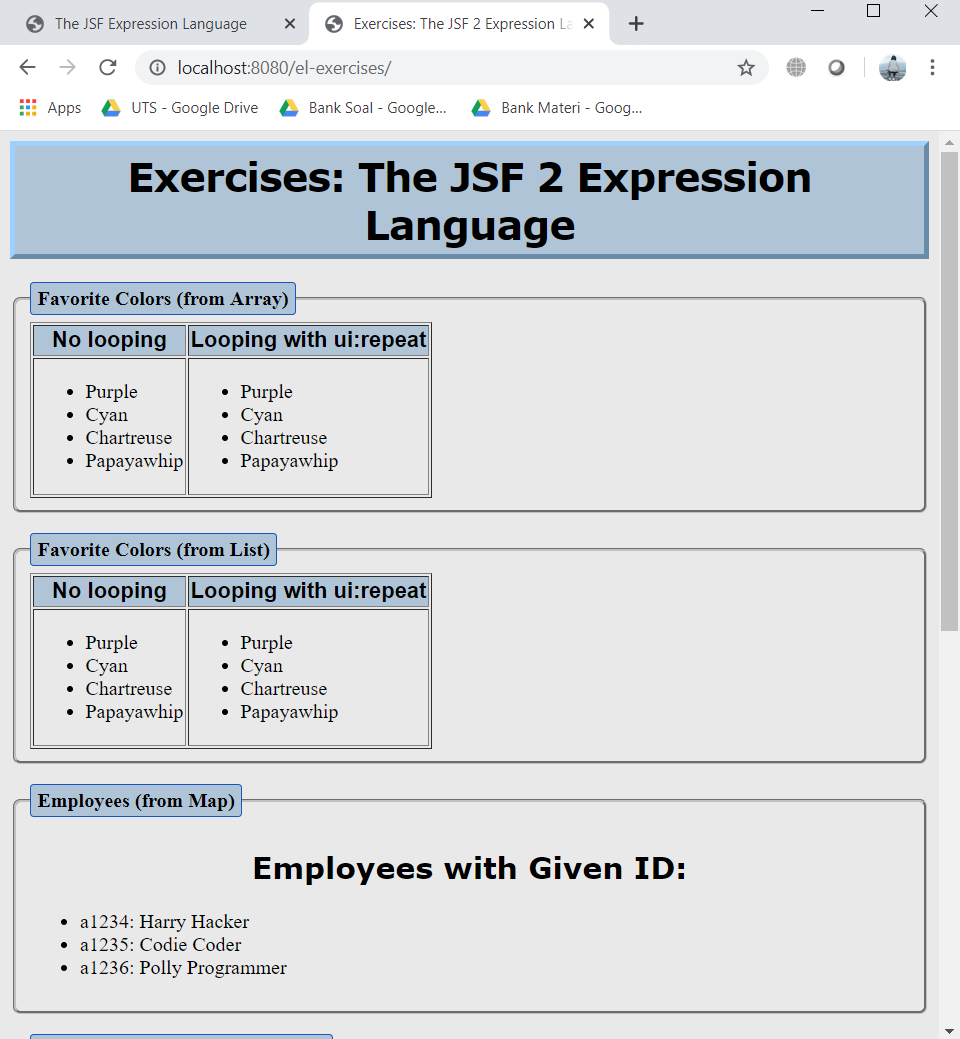 The JSF Expression Language
Exercises: The JSF 2 Expression La
localhost:8080/el-exercises/
Apps
UTS - Google Drive
Bank Soal - Google...
Bank Materi - Goog...
Exercises: The JSF 2 Expression
Language
Favorite Colors (from Array)
No looping
Looping with ui:repeat
• Purple
• Cyan
• Chartreuse
• Papayawhip
• Purple
• Cyan
• Chartreuse
• Papayawhip
Favorite Colors (from List)
No looping
Looping with ui:repeat
• Purple
• Cyan
• Chartreuse
• Papayawhip
• Purple
• Cyan
• Chartreuse
• Papayawhip
Employees (from Map)
Employees with Given ID:
• a1234: Harry Hacker
• a1235: Codie Coder
• a1236: Polly Programmer